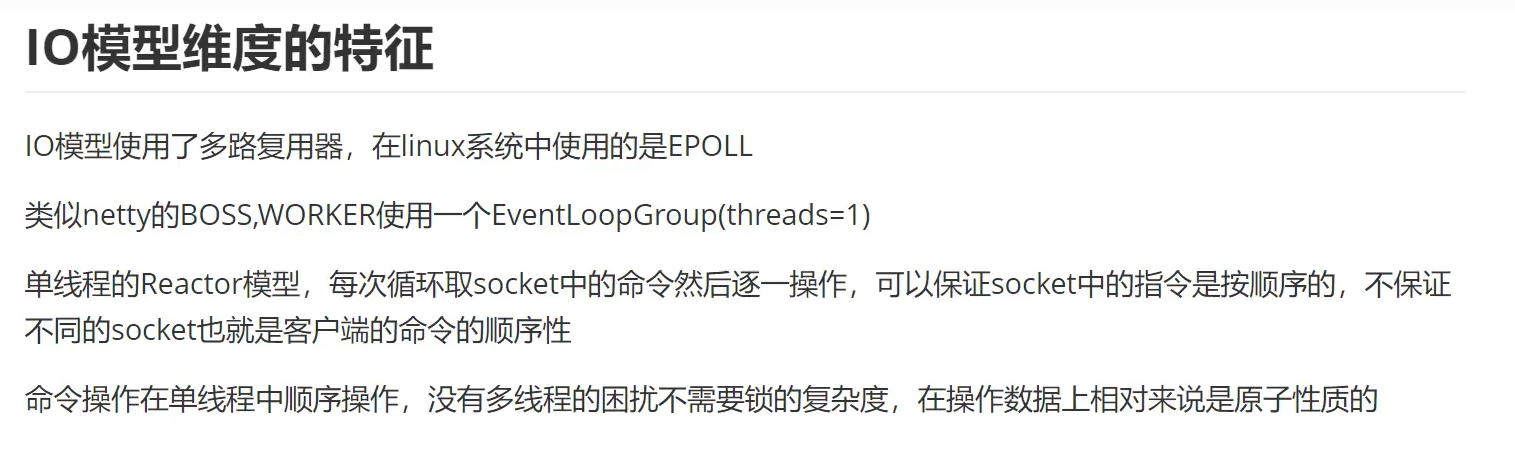 IO模型维度的特征
IO模型使用了多路复用器，在linux系统中使用的是EPOLL
类似netty的BOSS,WORKER使用一个EventLoopGroup(threads=1)
单线程的Reactor模型，每次循环取socket中的命令然后逐一操作，可以保证socket中的指令是按顺序的，不保证
不同的socket也就是客户端的命令的顺序性
命令操作在单线程中顺序操作，没有多线程的困扰不需要锁的复杂度，在操作数据上相对来说是原子性质的